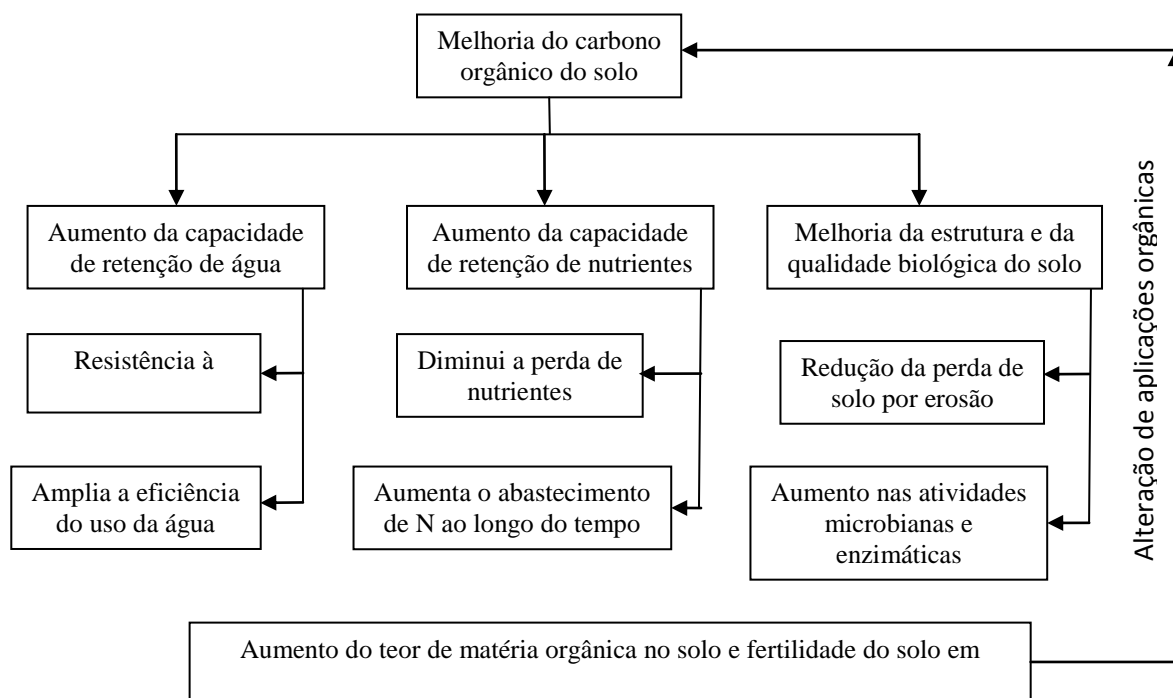 Melhoria do carbono
orgânico do solo
Aumento da capacidade
de retenção de água
Aumento da capacidade
de retenção de nutrientes
Melhoria da estrutura e da
qualidade biológica do solo
Resistência à
Diminui a perda de
nutrientes
Redução da perda de
solo por erosão
Amplia a eficiência
do uso da água
Aumenta o abastecimento
de N ao longo do tempo
Aumento nas atividades
microbianas e
enzimáticas
Aumento do teor de matéria orgânica no solo e fertilidade do solo em
Alteração de aplicações orgânicas